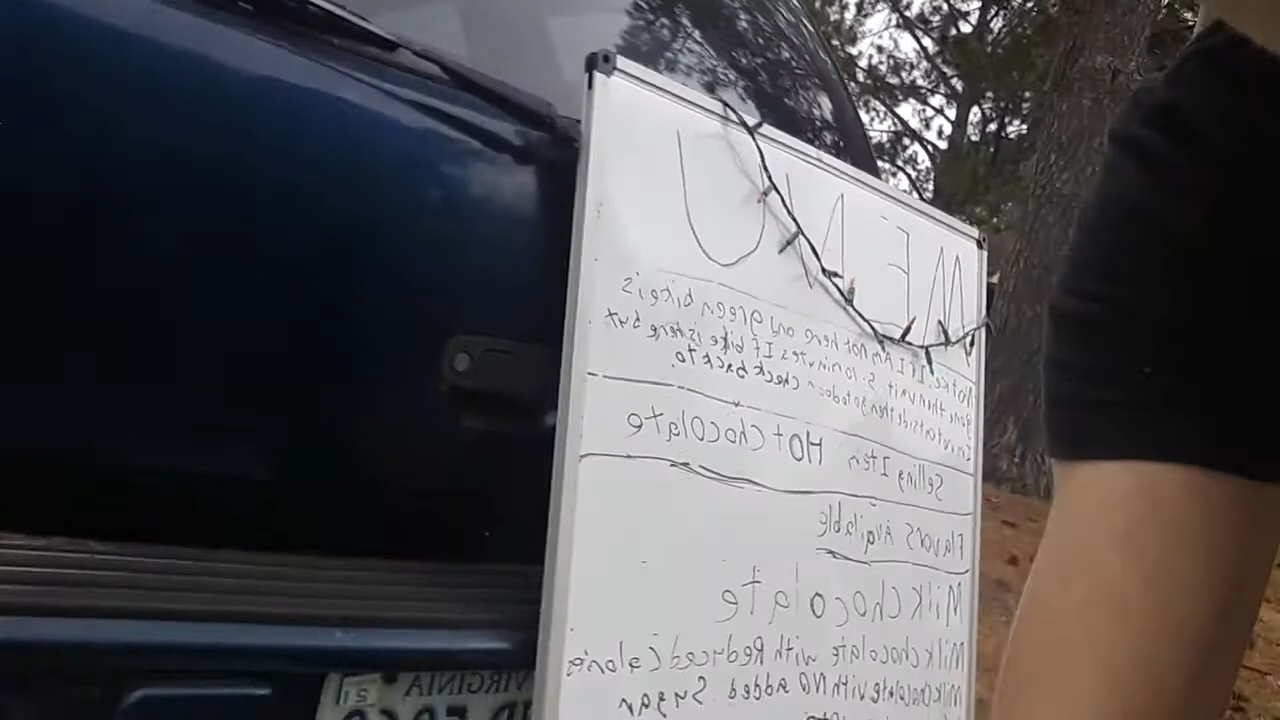 MENU
Notice. If I Am not here any green bike is
gone then wait 5-10 minutes If bike is here but
Im not outside then go to door check back to.
Selling Item Hot Chocolate
Flavors Available
Milk chocolate
Milk chocolate with Reduced Calories
Milk Chocolate with NO added Sugar
VIRGINIA